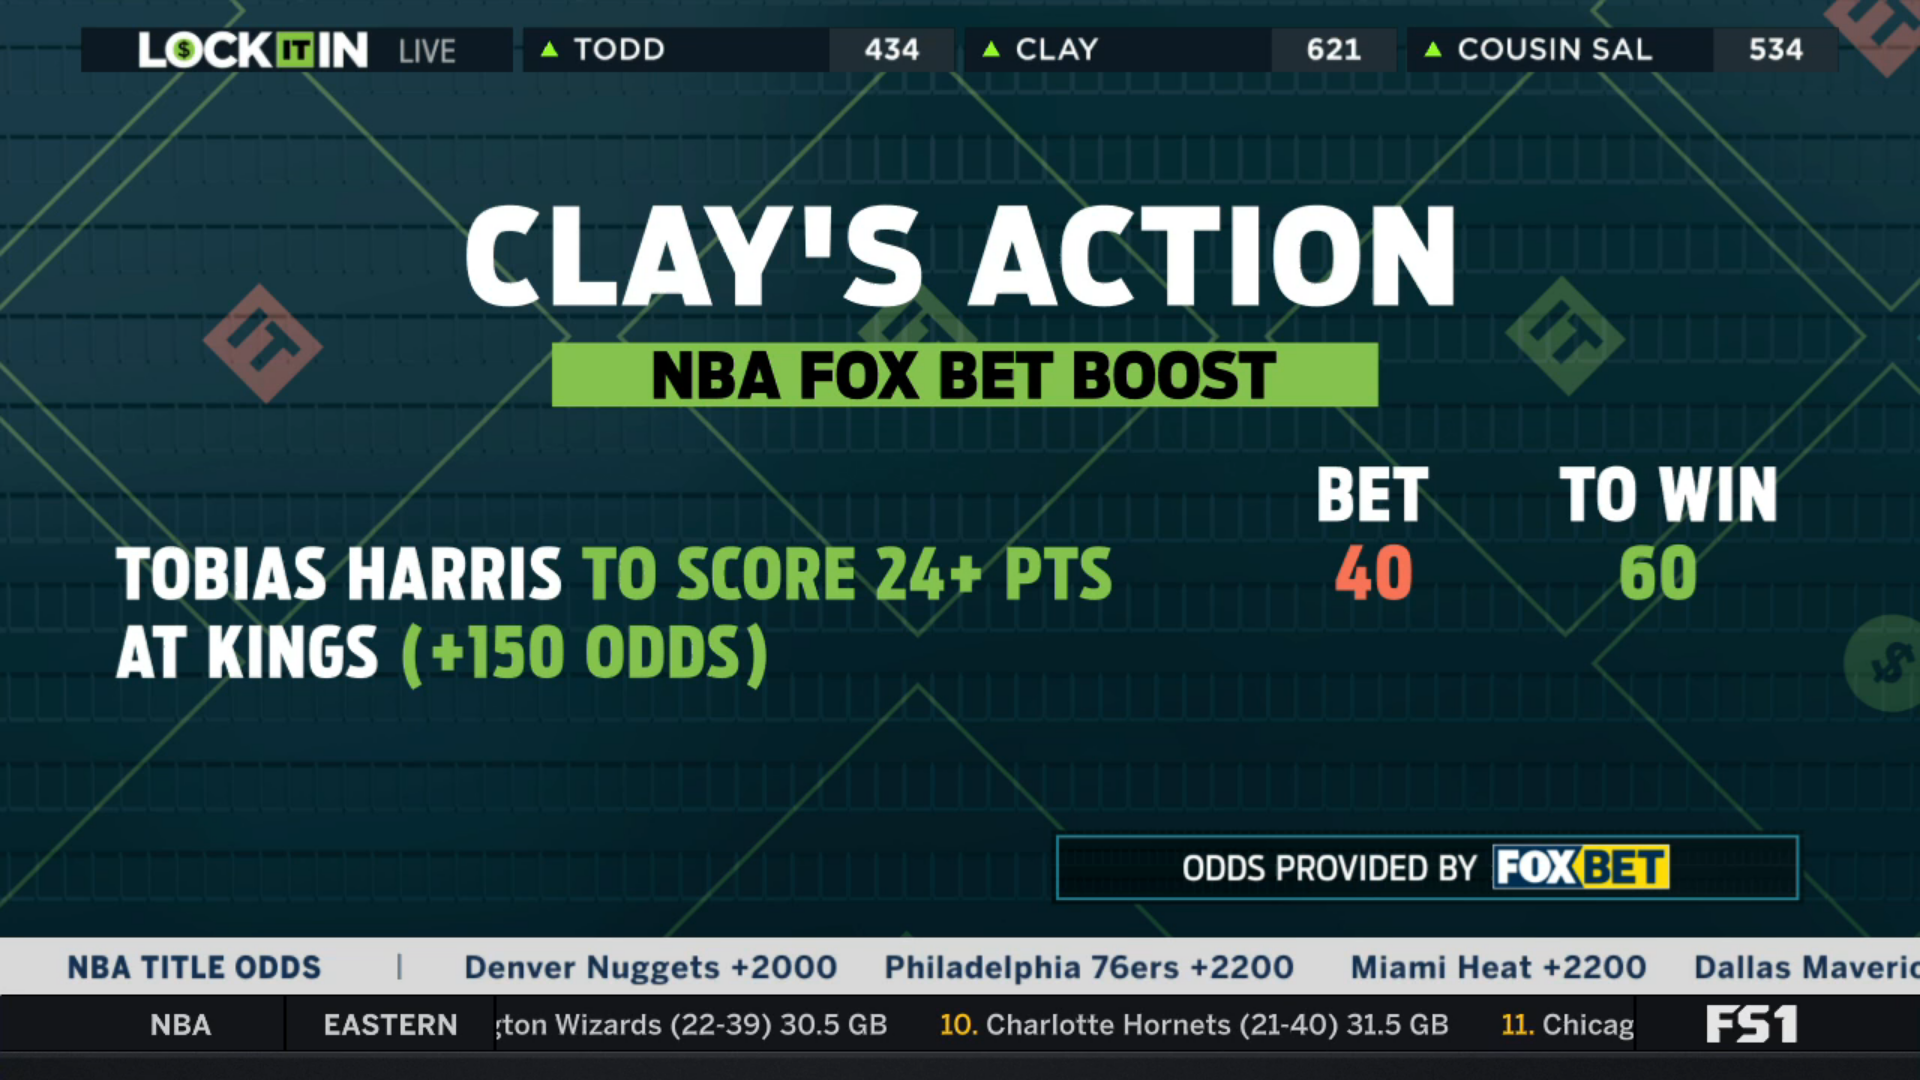 LOCK IT IN LIVE TODD 434 CLAY 621 COUSIN SAL 534
CLAY'S ACTION
NBA FOX BET BOOST
BET TO WIN
TOBIAS HARRIS TO SCORE 24+ PTS 40 60
AT KINGS (+150 ODDS)
ODDS PROVIDED BY FOX BET
NBA TITLE ODDS | Denver Nuggets +2000 Philadelphia 76ers +2200 Miami Heat +2200 Dallas Maveric
NBA EASTERN gton Wizards (22-39) 30.5 GB 10. Charlotte Hornets (21-40) 31.5 GB 11. Chicag FS1